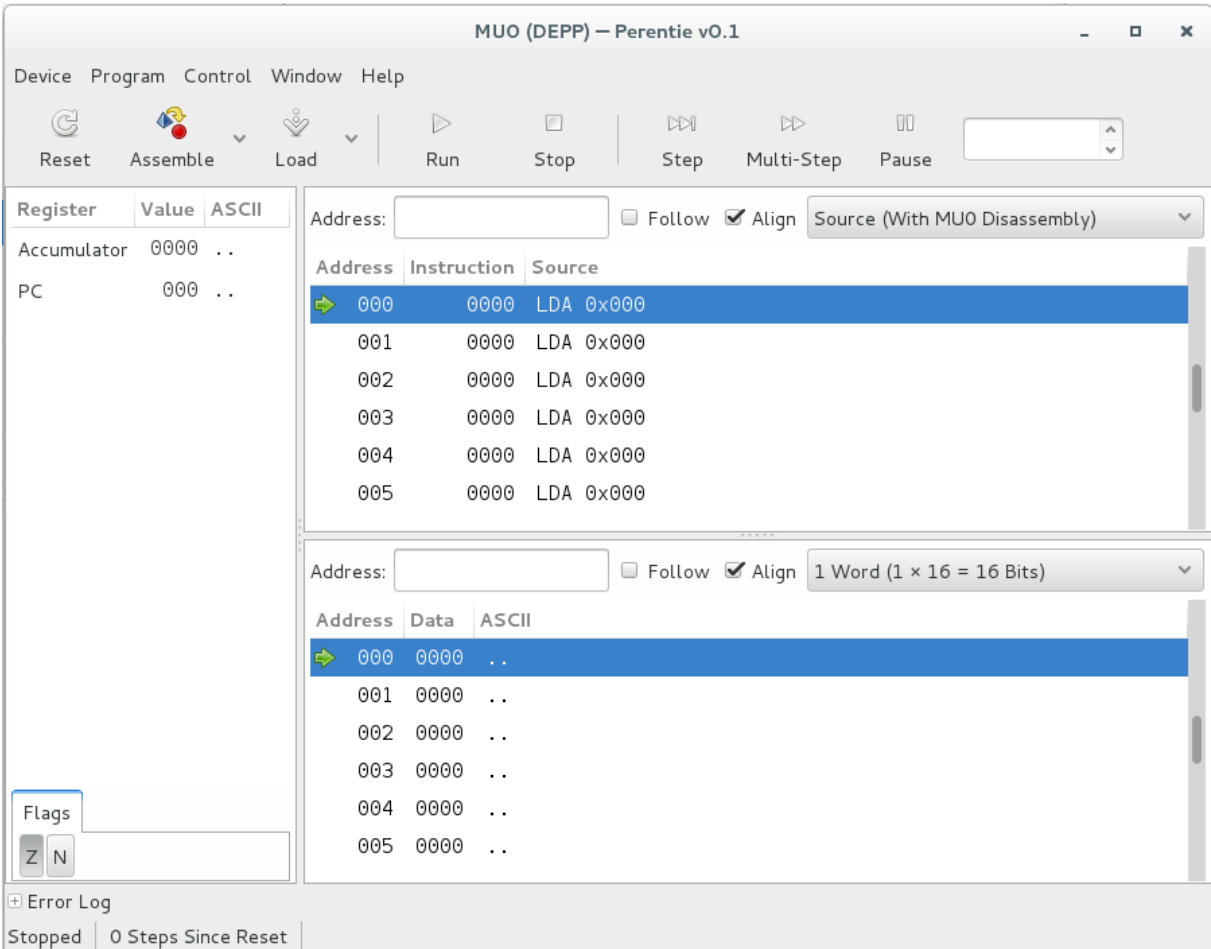 MU0 (DEPP) — Perentie v0.1
Device Program Control Window Help
Reset Assemble Load Run Stop Step Multi-Step Pause
Register Value ASCII
Accumulator 0000 ..
PC 000 ..
Flags
Z N
Address: Follow Align Source (With MU0 Disassembly)
Address Instruction Source
000 0000 LDA 0x000
001 0000 LDA 0x000
002 0000 LDA 0x000
003 0000 LDA 0x000
004 0000 LDA 0x000
005 0000 LDA 0x000
Address: Follow Align 1 Word (1 × 16 = 16 Bits)
Address Data ASCII
000 0000 ..
001 0000 ..
002 0000 ..
003 0000 ..
004 0000 ..
005 0000 ..
Error Log
Stopped 0 Steps Since Reset